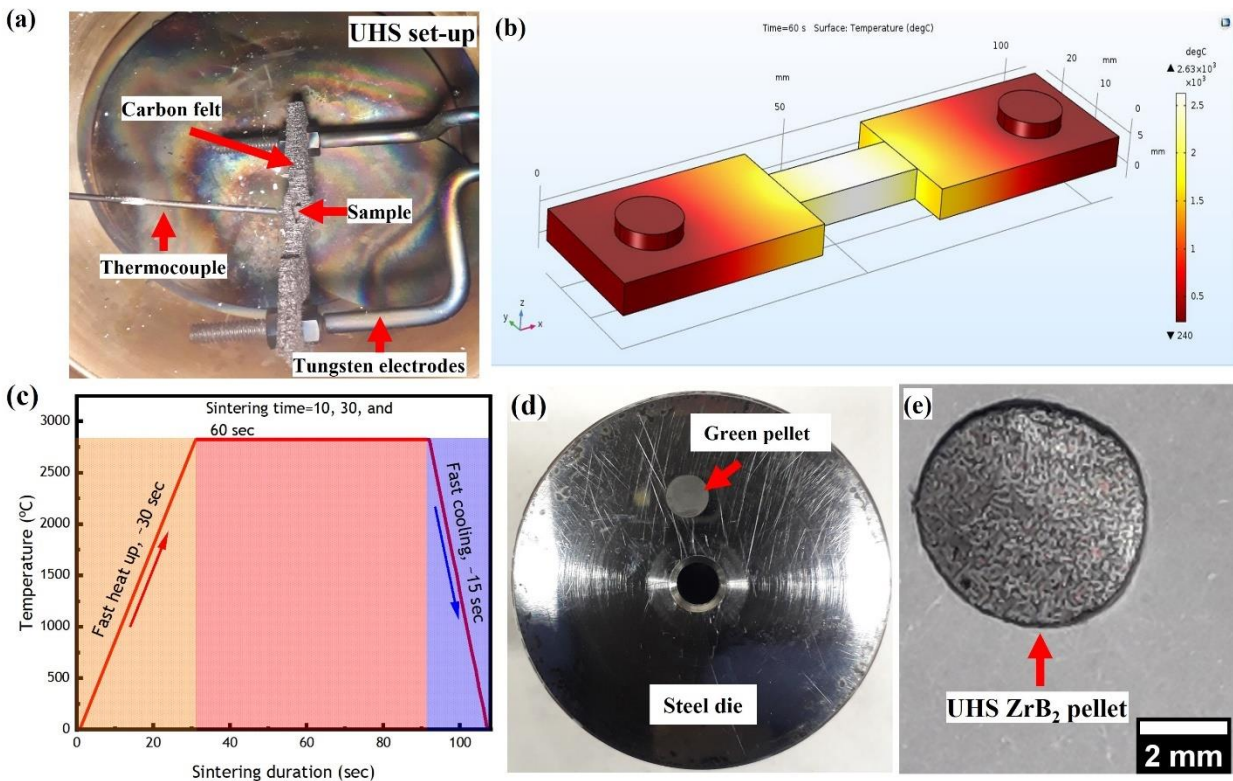 (a)
UHS set-up
Carbon felt
Sample
Thermocouple
Tungsten electrodes
(b)
Time=60 s Surface: Temperature (degC)
degC
▲ 2.63×10³
×10³
2.5
2
1.5
1
0.5
▼ 240
0
50
100
mm
0
10
20
mm
0
5
mm
x
y
z
(c)
Sintering time=10, 30, and
60 sec
Fast heat up, ~30 sec
Fast cooling, ~15 sec
Temperature (ºC)
3000
2500
2000
1500
1000
500
0
0 20 40 60 80 100
Sintering duration (sec)
(d)
Green pellet
Steel die
(e)
UHS ZrB₂ pellet
2 mm